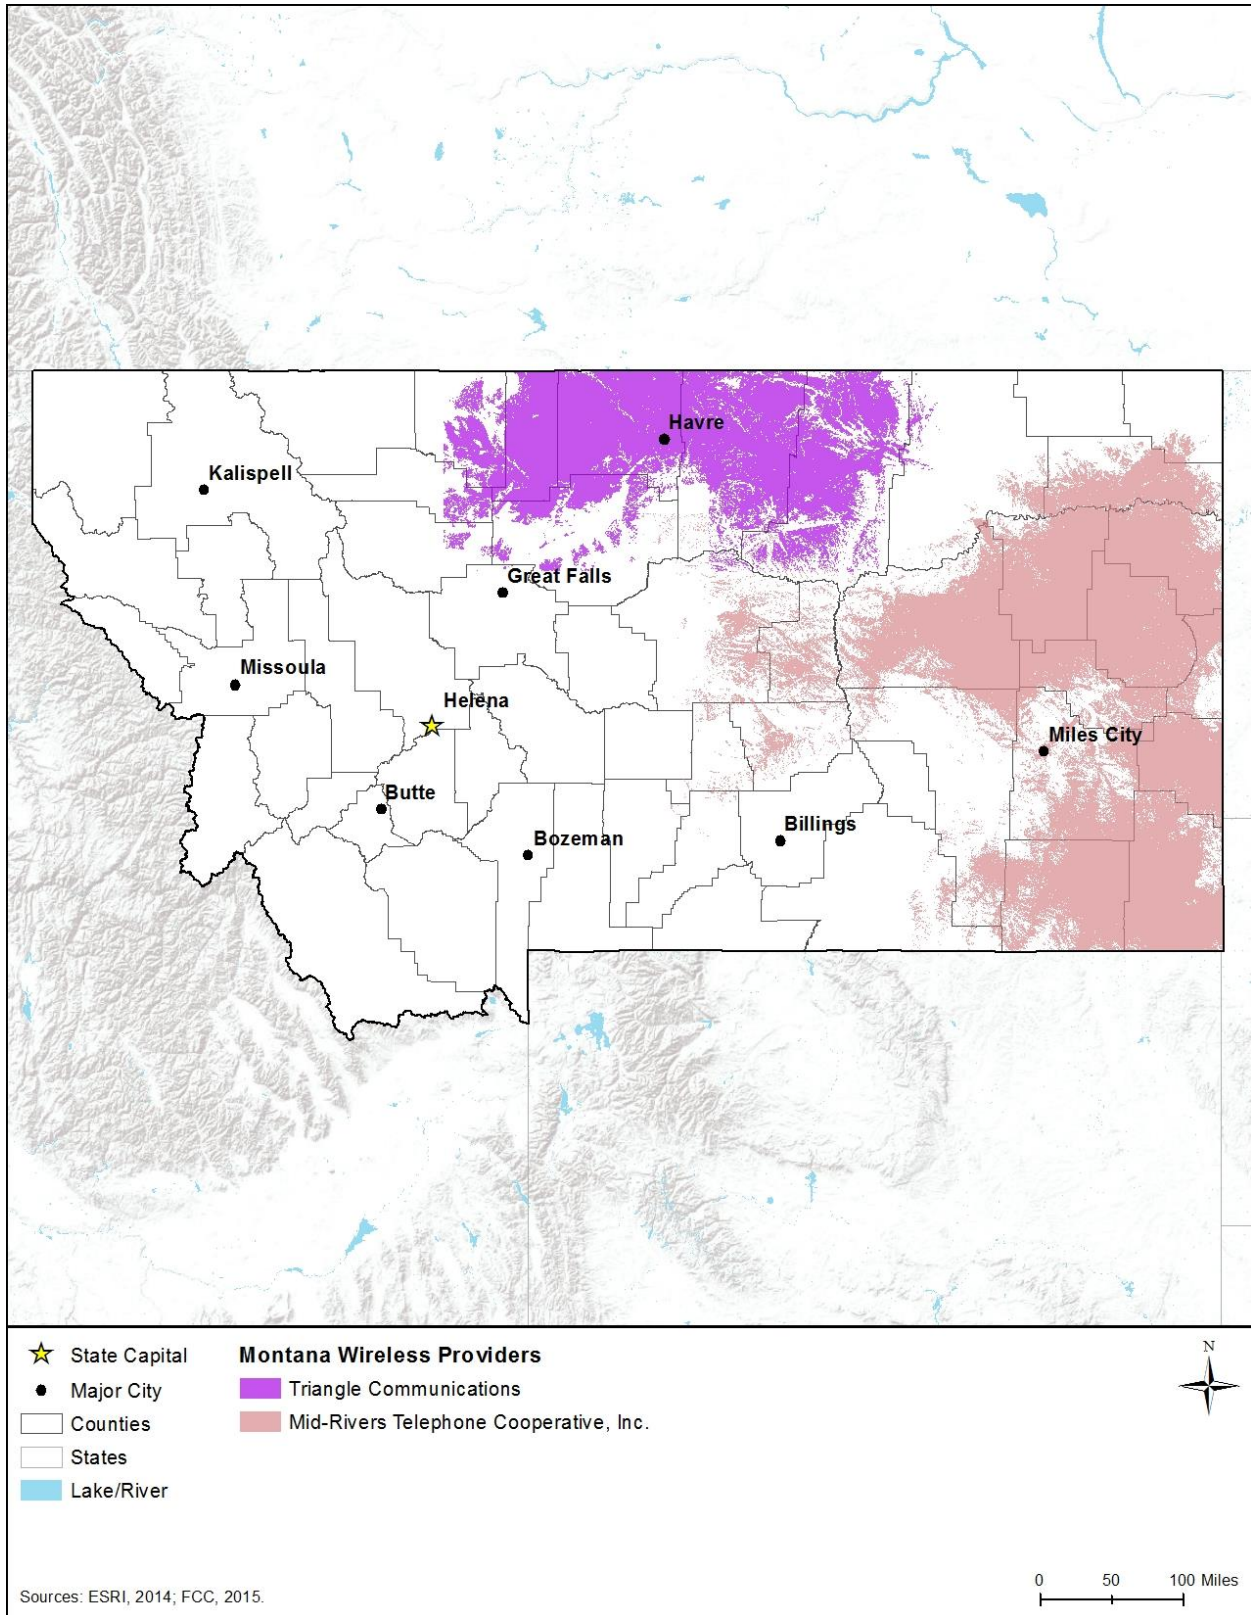 Havre
Kalispell
Great Falls
Missoula
Helena
Miles City
Butte
Billings
Bozeman
State Capital
Montana Wireless Providers
N
Major City
Triangle Communications
Counties
Mid-Rivers Telephone Cooperative, Inc.
States
Lake/River
0 50 100 Miles
Sources: ESRI, 2014; FCC, 2015.